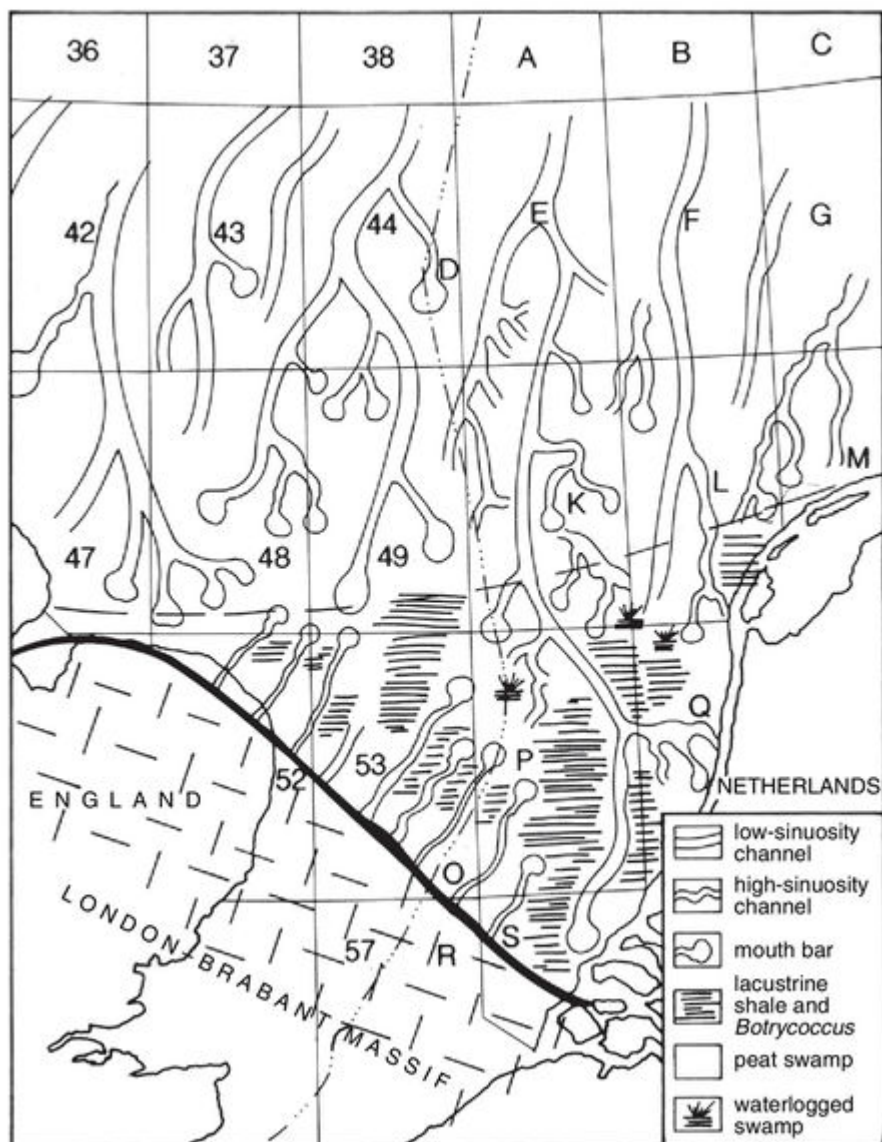 36 37 38 A B C
42 43 44 E F G
D
K L M
47 48 49
Q
53 P
52
NETHERLANDS
ENGLAND
O
LONDON-BRABANT MASSIF
57 R S
low-sinuosity
channel
high-sinuosity
channel
mouth bar
lacustrine
shale and
Botrycoccus
peat swamp
waterlogged
swamp